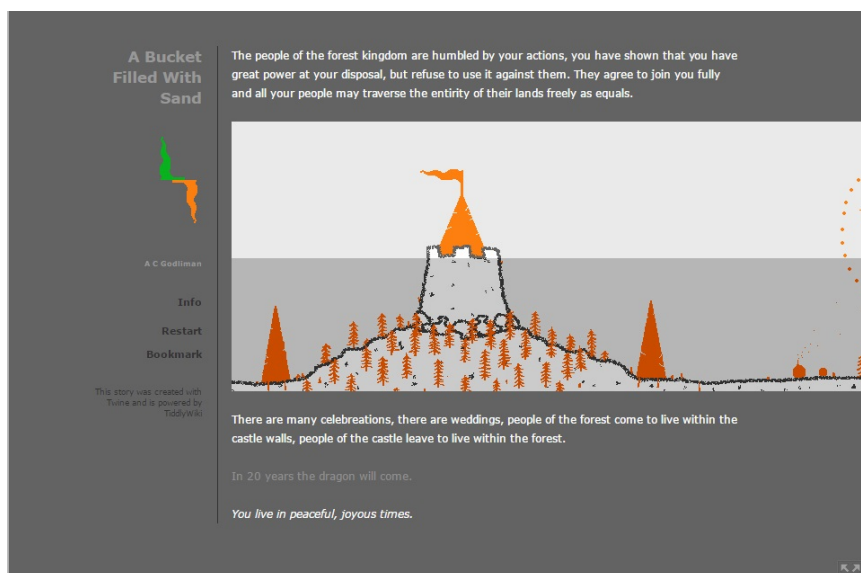 A Bucket
Filled With
Sand
A C Godliman
Info
Restart
Bookmark
This story was created with
Twine and is powered by
TiddlyWiki
The people of the forest kingdom are humbled by your actions, you have shown that you have
great power at your disposal, but refuse to use it against them. They agree to join you fully
and all your people may traverse the entirity of their lands freely as equals.
There are many celebreations, there are weddings, people of the forest come to live within the
castle walls, people of the castle leave to live within the forest.
In 20 years the dragon will come.
You live in peaceful, joyous times.